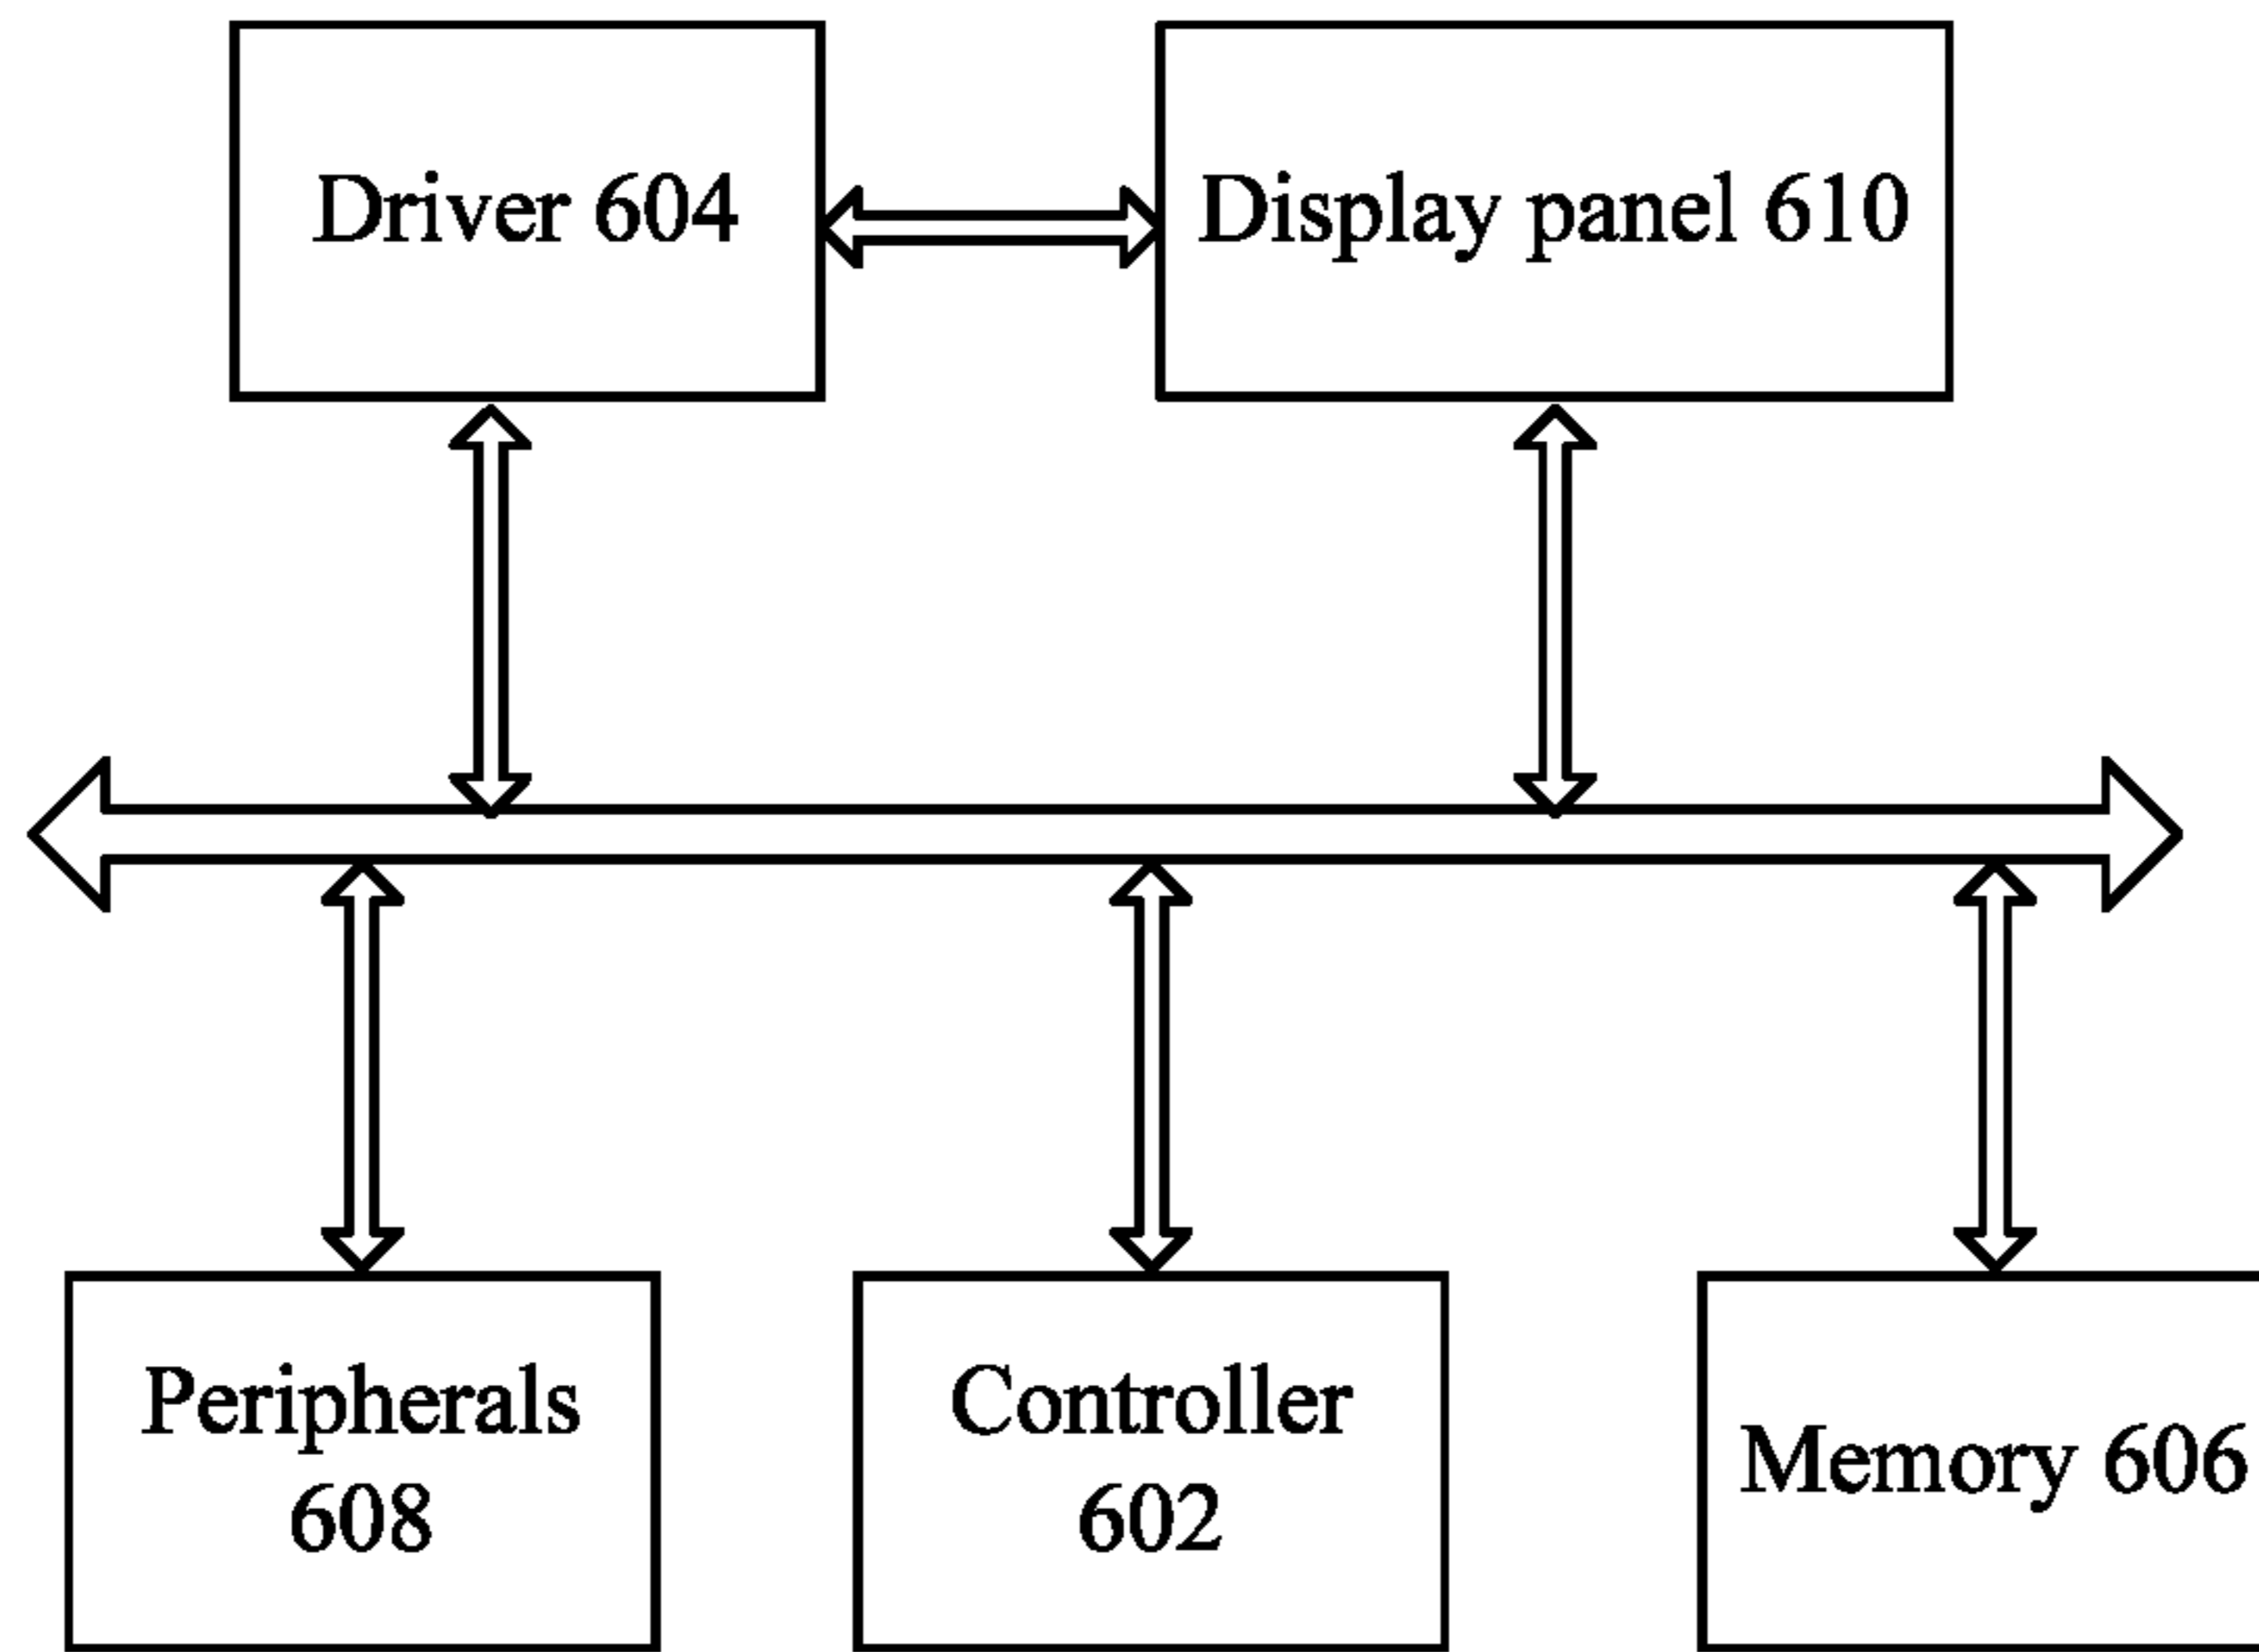 Driver 604
Display panel 610
Peripherals
608
Controller
602
Memory 606